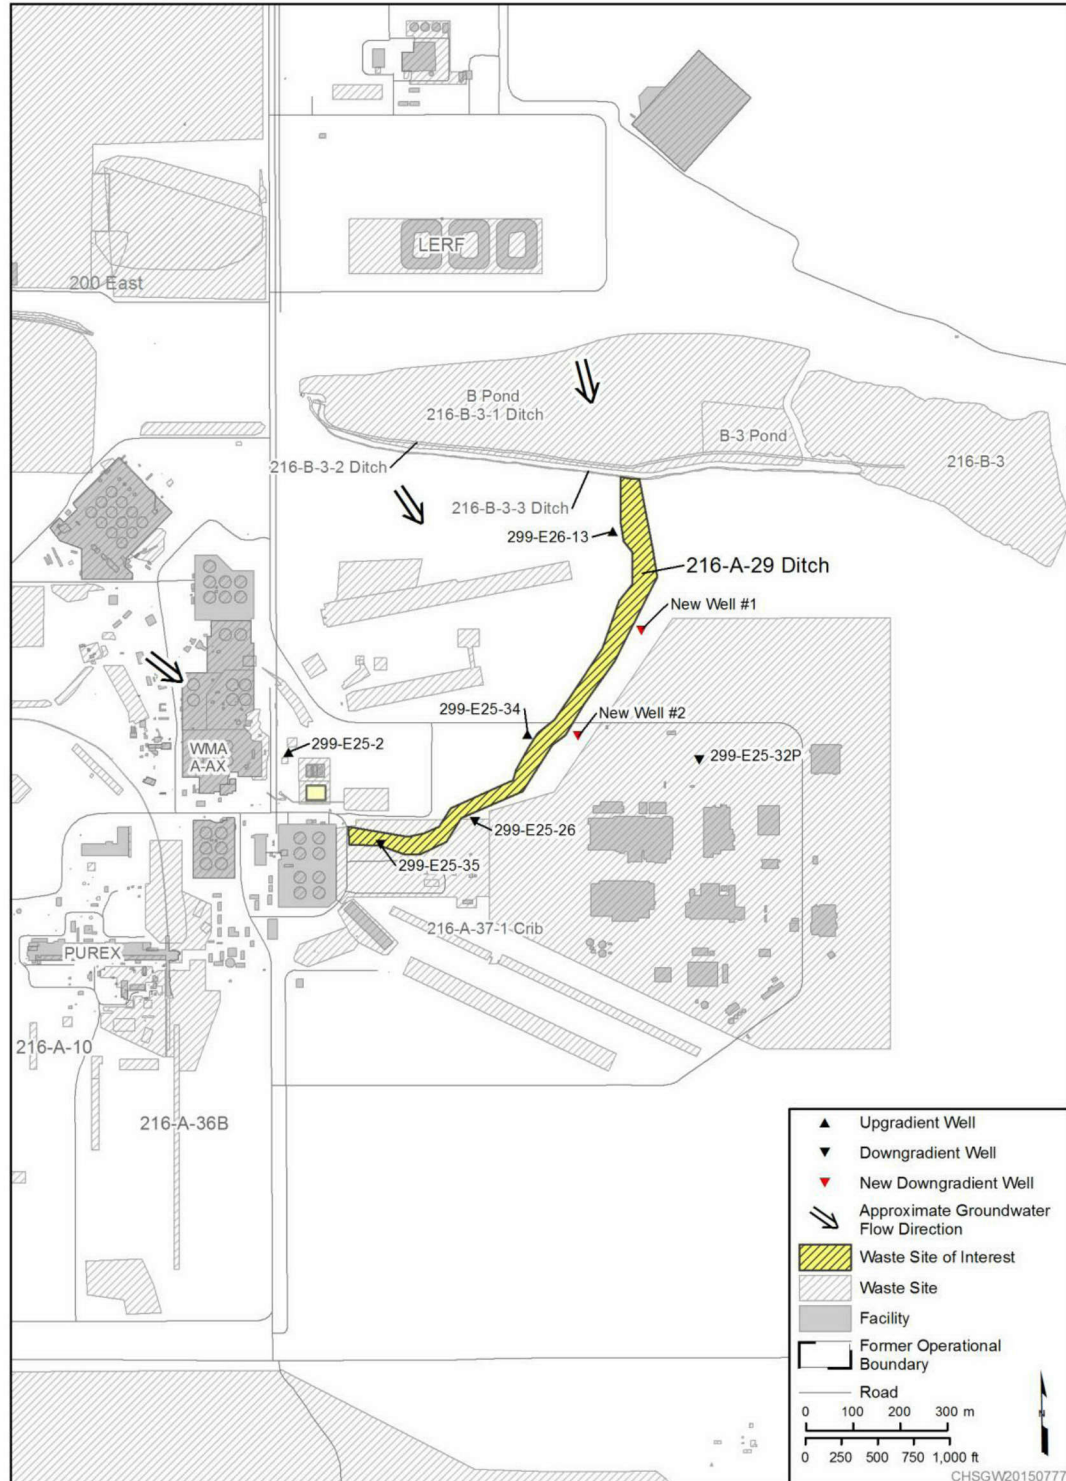 LERF
200 East
B Pond
216-B-3-1 Ditch
B-3 Pond
216-B-3
216-B-3-2 Ditch
216-B-3-3 Ditch
299-E26-13
216-A-29 Ditch
New Well #1
299-E25-34
New Well #2
WMA
A-AX
299-E25-2
299-E25-32P
299-E25-26
299-E25-35
216-A-37-1 Crib
PUREX
216-A-10
216-A-36B
Upgradient Well
Downgradient Well
New Downgradient Well
Approximate Groundwater
Flow Direction
Waste Site of Interest
Waste Site
Facility
Former Operational
Boundary
Road
0 100 200 300 m
0 250 500 750 1,000 ft
N
CHSGW20150777